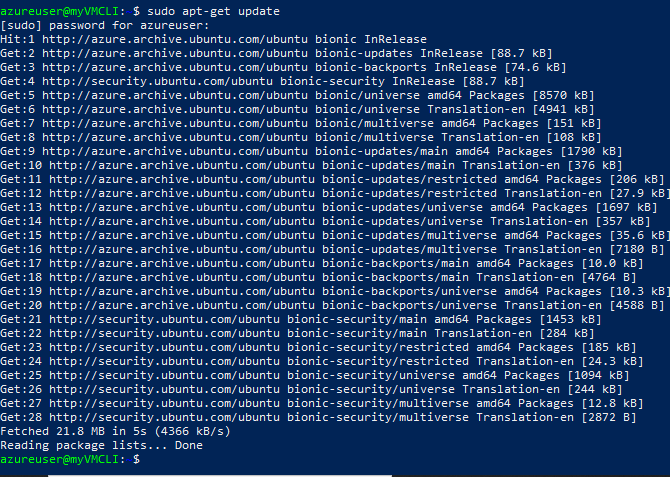 azureuser@myVMCLI: $ sudo apt-get update
[sudo] password for azureuser:
Hit:1 http://azure.archive.ubuntu.com/ubuntu bionic InRelease
Get:2 http://azure.archive.ubuntu.com/ubuntu bionic-updates InRelease [88.7 kB]
Get:3 http://azure.archive.ubuntu.com/ubuntu bionic-backports InRelease [74.6 kB]
Get:4 http://security.ubuntu.com/ubuntu bionic-security InRelease [88.7 kB]
Get:5 http://azure.archive.ubuntu.com/ubuntu bionic/universe amd64 Packages [8570 kB]
Get:6 http://azure.archive.ubuntu.com/ubuntu bionic/universe Translation-en [4941 kB]
Get:7 http://azure.archive.ubuntu.com/ubuntu bionic/multiverse amd64 Packages [151 kB]
Get:8 http://azure.archive.ubuntu.com/ubuntu bionic/multiverse Translation-en [108 kB]
Get:9 http://azure.archive.ubuntu.com/ubuntu bionic-updates/main amd64 Packages [1790 kB]
Get:10 http://azure.archive.ubuntu.com/ubuntu bionic-updates/main Translation-en [376 kB]
Get:11 http://azure.archive.ubuntu.com/ubuntu bionic-updates/restricted amd64 Packages [206 kB]
Get:12 http://azure.archive.ubuntu.com/ubuntu bionic-updates/restricted Translation-en [27.9 kB]
Get:13 http://azure.archive.ubuntu.com/ubuntu bionic-updates/universe amd64 Packages [1697 kB]
Get:14 http://azure.archive.ubuntu.com/ubuntu bionic-updates/universe Translation-en [357 kB]
Get:15 http://azure.archive.ubuntu.com/ubuntu bionic-updates/multiverse amd64 Packages [35.6 kB]
Get:16 http://azure.archive.ubuntu.com/ubuntu bionic-updates/multiverse Translation-en [7180 B]
Get:17 http://azure.archive.ubuntu.com/ubuntu bionic-backports/main amd64 Packages [10.0 kB]
Get:18 http://azure.archive.ubuntu.com/ubuntu bionic-backports/main Translation-en [4764 B]
Get:19 http://azure.archive.ubuntu.com/ubuntu bionic-backports/universe amd64 Packages [10.3 kB]
Get:20 http://azure.archive.ubuntu.com/ubuntu bionic-backports/universe Translation-en [4588 B]
Get:21 http://security.ubuntu.com/ubuntu bionic-security/main amd64 Packages [1453 kB]
Get:22 http://security.ubuntu.com/ubuntu bionic-security/main Translation-en [284 kB]
Get:23 http://security.ubuntu.com/ubuntu bionic-security/restricted amd64 Packages [185 kB]
Get:24 http://security.ubuntu.com/ubuntu bionic-security/restricted Translation-en [24.3 kB]
Get:25 http://security.ubuntu.com/ubuntu bionic-security/universe amd64 Packages [1094 kB]
Get:26 http://security.ubuntu.com/ubuntu bionic-security/universe Translation-en [244 kB]
Get:27 http://security.ubuntu.com/ubuntu bionic-security/multiverse amd64 Packages [12.8 kB]
Get:28 http://security.ubuntu.com/ubuntu bionic-security/multiverse Translation-en [2872 B]
Fetched 21.8 MB in 5s (4366 kB/s)
Reading package lists... Done
azureuser@myVMCLI: $